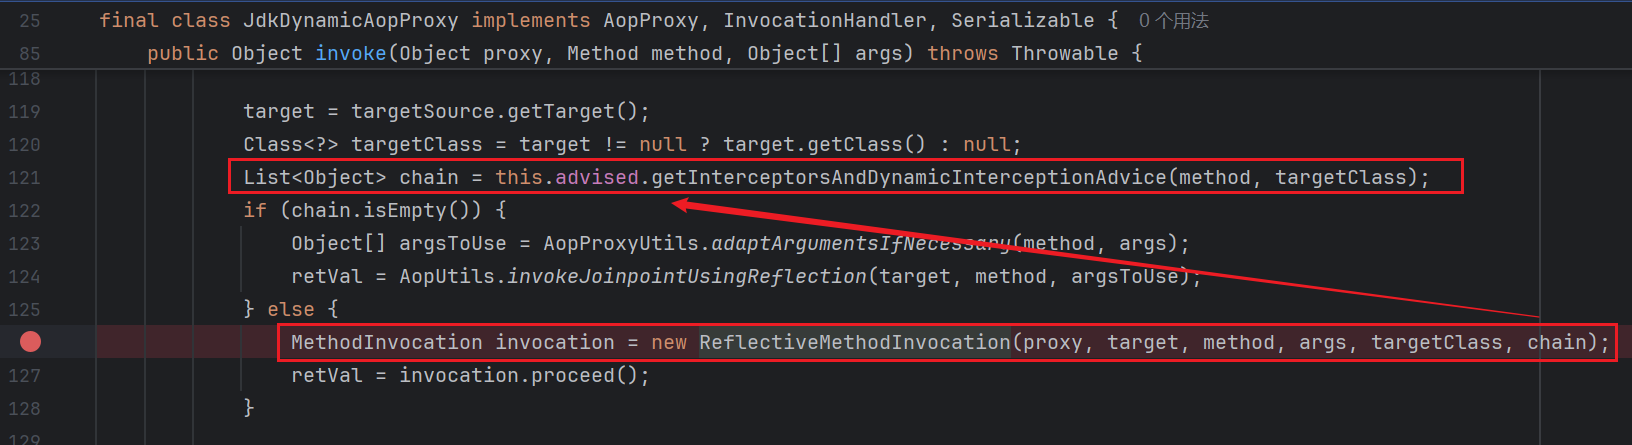 25 final class JdkDynamicAopProxy implements AopProxy, InvocationHandler, Serializable { 0 个用法
85 public Object invoke(Object proxy, Method method, Object[] args) throws Throwable {
118
119 target = targetSource.getTarget();
120 Class<?> targetClass = target != null ? target.getClass() : null;
121 List<Object> chain = this.advised.getInterceptorsAndDynamicInterceptionAdvice(method, targetClass);
122 if (chain.isEmpty()) {
123 Object[] argsToUse = AopProxyUtils.adaptArgumentsIfNecessary(method, args);
124 retVal = AopUtils.invokeJoinpointUsingReflection(target, method, argsToUse);
125 } else {
MethodInvocation invocation = new ReflectiveMethodInvocation(proxy, target, method, args, targetClass, chain);
127 retVal = invocation.proceed();
128 }
129